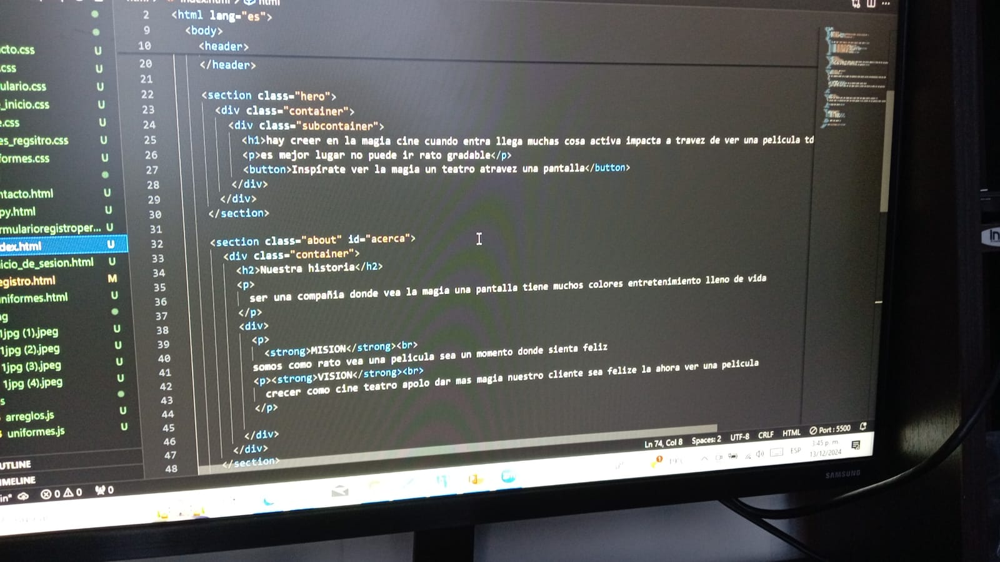 html
2 <html lang="es">
9 <body>
10 <header>
20 </header>
21
22 <section class="hero">
23 <div class="container">
24 <div class="subcontainer">
25 <h1>hay creer en la magia cine cuando entra llega muchas cosa activa impacta a travez de ver una pelicula td
26 <p>es mejor lugar no puede ir rato gradable</p>
27 <button>Inspírate ver la magia un teatro atravez una pantalla</button>
28 </div>
29 </div>
30 </section>
31
32 <section class="about" id="acerca">
33 <div class="container">
34 <h2>Nuestra historia</h2>
35 <p>
36 ser una compañia donde vea la magia una pantalla tiene muchos colores entretenimiento lleno de vida
37 </p>
38 <div>
39 <p>
40 <strong>MISION</strong><br>
41 somos como rato vea una pelicula sea un momento donde sienta feliz
42 <p><strong>VISION</strong><br>
43 crecer como cine teatro apolo dar mas magia nuestro cliente sea felize la ahora ver una pelicula
44 </p>
45
46 </div>
47 </div>
48 </section>
cto.css U
.css U
ulario.css U
_inicio.css U
e.css U
es_regsitro.css U
formes.css U
ntacto.html U
py.html U
rmularioregistroper... U
dex.html U
icio_de_sesion.html U
egistro.html M
niformes.html U
g
1jpg (1).jpeg U
1jpg (2).jpeg U
1jpg (3).jpeg U
1jpg (4).jpeg U
s
arreglos.js U
uniformes.js U
UTLINE
IMELINE
in* 0 0 0
Ln 74, Col 8 Spaces: 2 UTF-8 CRLF HTML Port : 5500
ESP 3:45 p. m.
13/12/2024
SAMSUNG
in